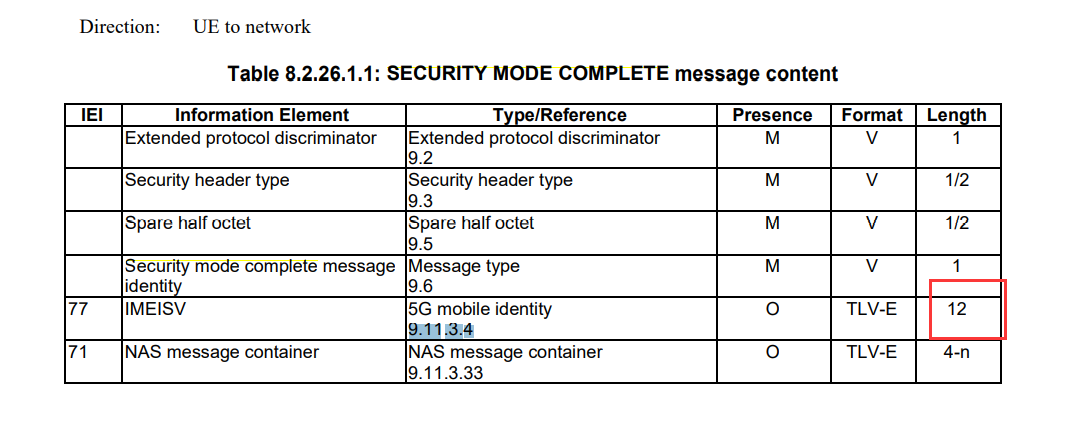 Direction: UE to network
Table 8.2.26.1.1: SECURITY MODE COMPLETE message content
IEI Information Element Type/Reference Presence Format Length
Extended protocol discriminator Extended protocol discriminator M V 1
9.2
Security header type Security header type M V 1/2
9.3
Spare half octet Spare half octet M V 1/2
9.5
Security mode complete message Message type M V 1
identity 9.6
77 IMEISV 5G mobile identity O TLV-E 12
9.11.3.4
71 NAS message container NAS message container O TLV-E 4-n
9.11.3.33